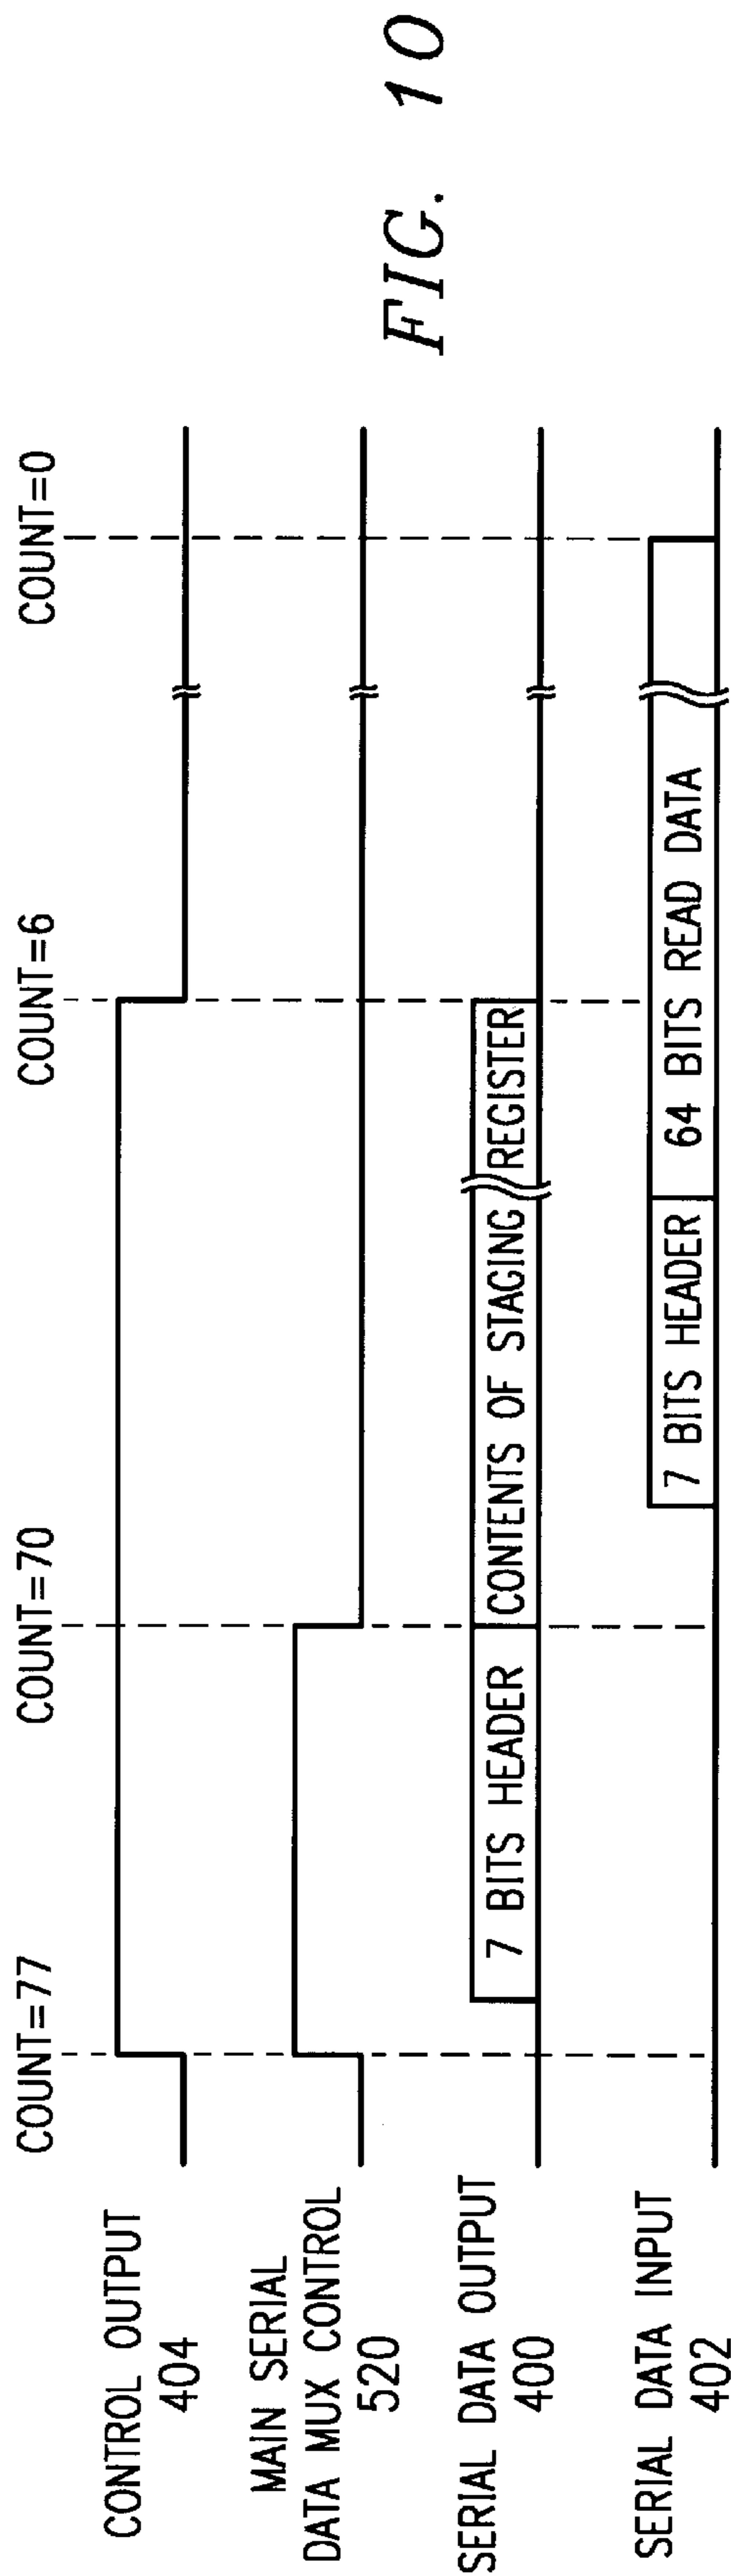 COUNT=77
COUNT=70
COUNT=6
COUNT=0
CONTROL OUTPUT
404
MAIN SERIAL
DATA MUX CONTROL
520
SERIAL DATA OUTPUT
400
7 BITS HEADER
CONTENTS OF STAGING REGISTER
SERIAL DATA INPUT
402
7 BITS HEADER
64 BITS READ DATA
FIG. 10